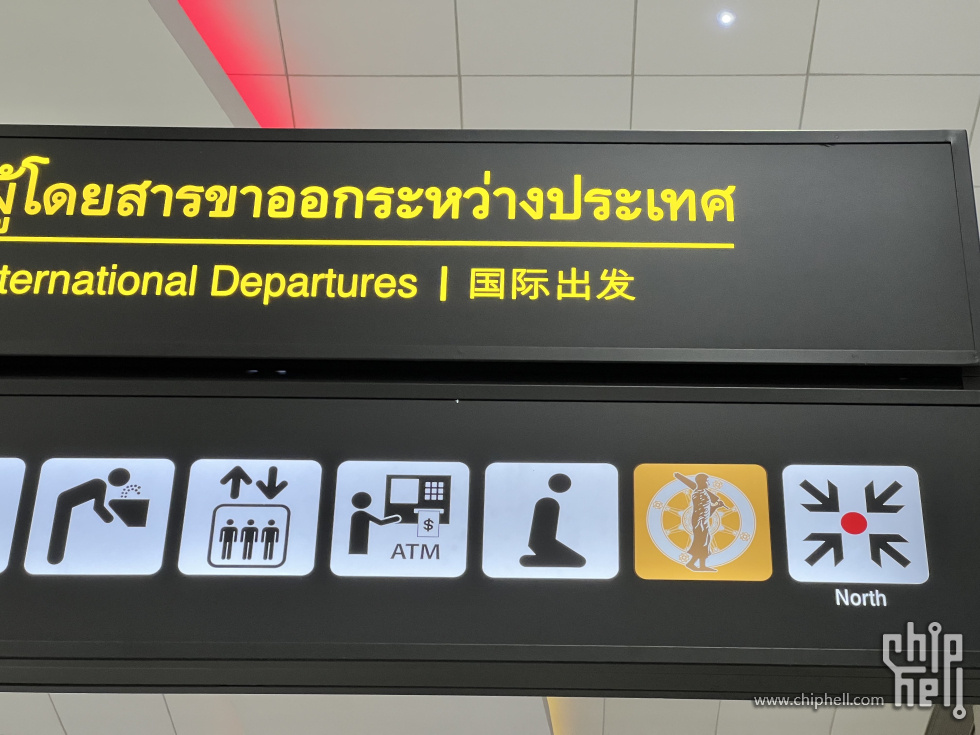 ผู้โดยสารขาออกระหว่างประเทศ
ternational Departures | 国际出发
$
ATM
North
www.chiphell.com
chip
hell